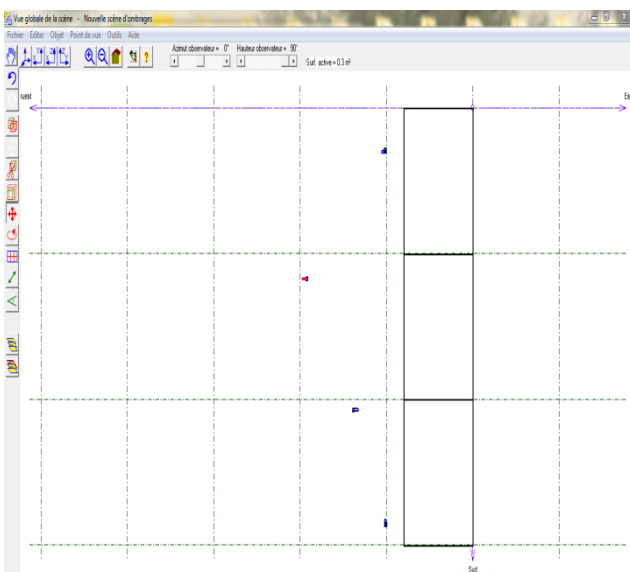 Vue globale de la scène - Nouvelle scène d'ombrages
Fichier Editer Objet Point de vue Outils Aide
Azimut observateur = 0° Hauteur observateur = 90°
Surf. active = 0.3 m²
uest Es
Sud